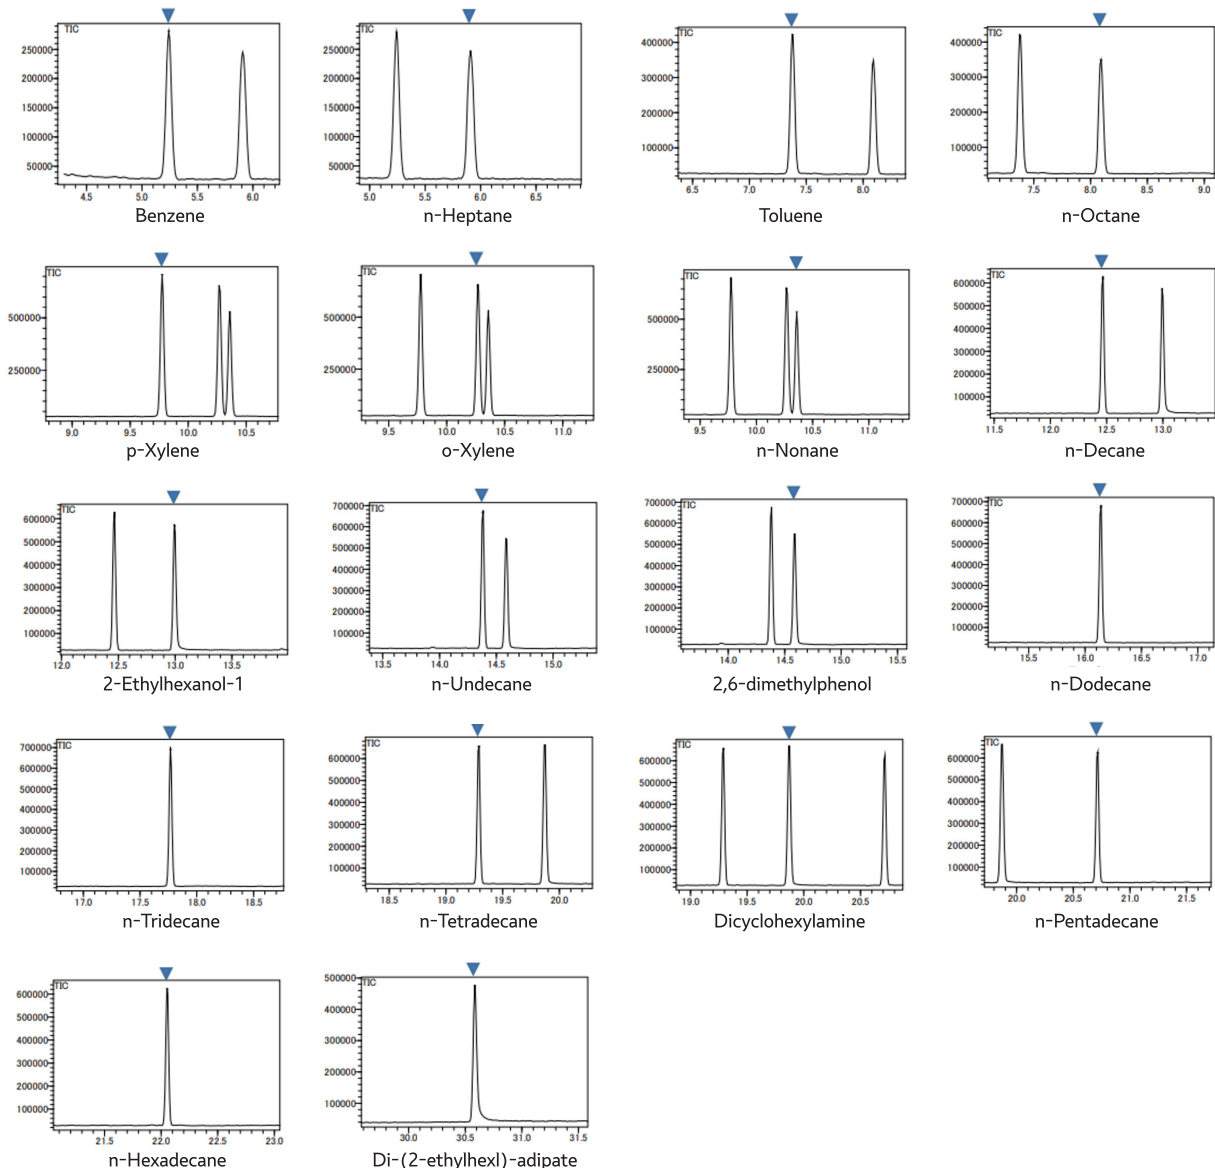 TIC
250000
200000
150000
100000
50000
4.5 5.0 5.5 6.0
Benzene
TIC
250000
200000
150000
100000
50000
5.0 5.5 6.0 6.5
n-Heptane
TIC
400000
300000
200000
100000
6.5 7.0 7.5 8.0
Toluene
TIC
400000
300000
200000
100000
7.5 8.0 8.5 9.0
n-Octane
TIC
500000
250000
9.0 9.5 10.0 10.5
p-Xylene
TIC
500000
250000
9.5 10.0 10.5 11.0
o-Xylene
TIC
500000
250000
9.5 10.0 10.5 11.0
n-Nonane
TIC
600000
500000
400000
300000
200000
100000
11.5 12.0 12.5 13.0
n-Decane
TIC
600000
500000
400000
300000
200000
100000
12.0 12.5 13.0 13.5
2-Ethylhexanol-1
TIC
700000
600000
500000
400000
300000
200000
100000
13.5 14.0 14.5 15.0
n-Undecane
TIC
700000
600000
500000
400000
300000
200000
100000
14.0 14.5 15.0 15.5
2,6-dimethylphenol
TIC
700000
600000
500000
400000
300000
200000
100000
15.5 16.0 16.5 17.0
n-Dodecane
TIC
700000
600000
500000
400000
300000
200000
100000
17.0 17.5 18.0 18.5
n-Tridecane
TIC
600000
500000
400000
300000
200000
100000
18.5 19.0 19.5 20.0
n-Tetradecane
TIC
600000
500000
400000
300000
200000
100000
19.0 19.5 20.0 20.5
Dicyclohexylamine
TIC
600000
500000
400000
300000
200000
100000
20.0 20.5 21.0 21.5
n-Pentadecane
TIC
600000
500000
400000
300000
200000
100000
21.5 22.0 22.5 23.0
n-Hexadecane
TIC
500000
400000
300000
200000
100000
30.0 30.5 31.0 31.5
Di-(2-ethylhexl)-adipate